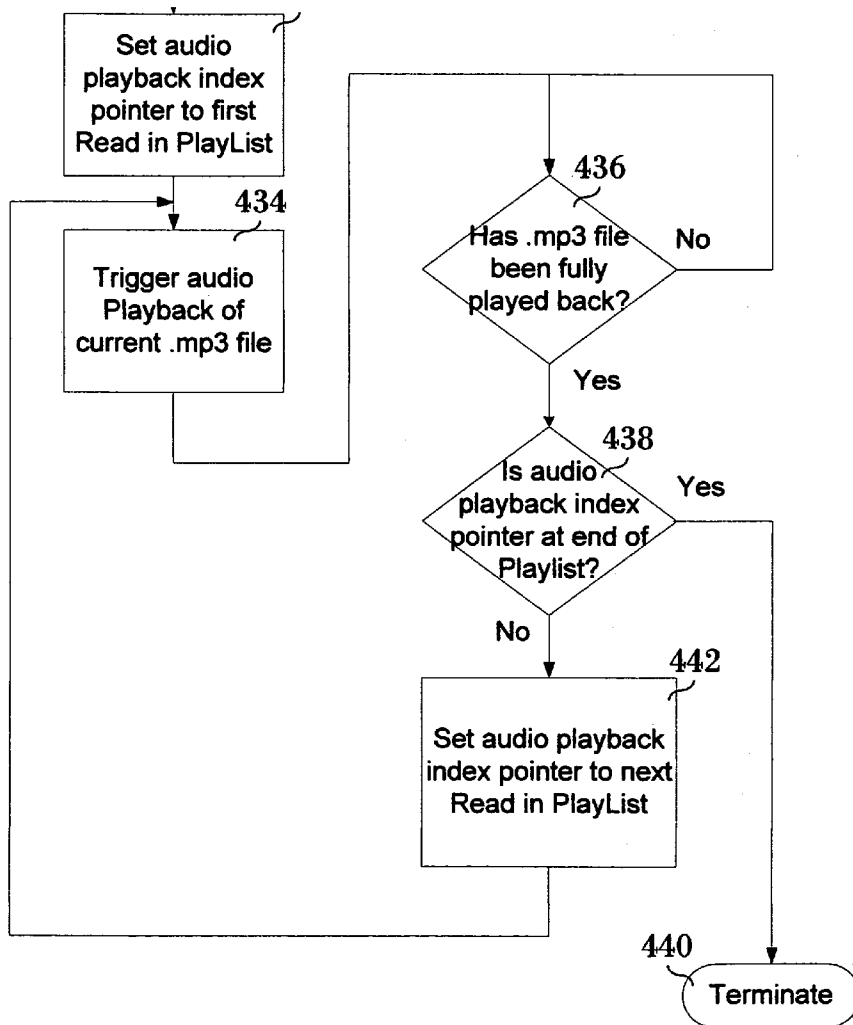 Set audio
playback index
pointer to first
Read in PlayList
434
Trigger audio
Playback of
current .mp3 file
436
Has .mp3 file
been fully
played back?
No
Yes
438
Is audio
playback index
pointer at end of
Playlist?
Yes
No
442
Set audio playback
index pointer to next
Read in PlayList
440
Terminate